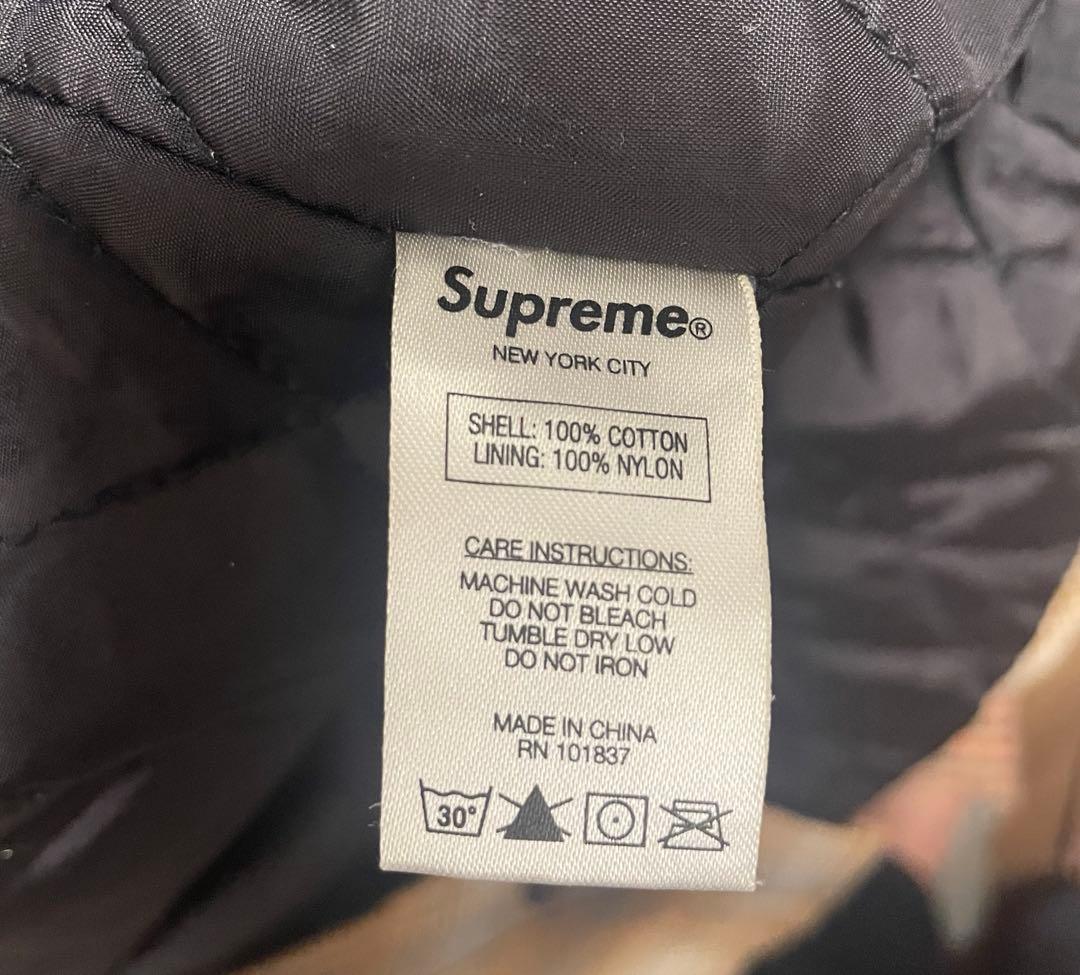 Supreme®
NEW YORK CITY
SHELL: 100% COTTON
LINING: 100% NYLON
CARE INSTRUCTIONS:
MACHINE WASH COLD
DO NOT BLEACH
TUMBLE DRY LOW
DO NOT IRON
MADE IN CHINA
RN 101837
30°